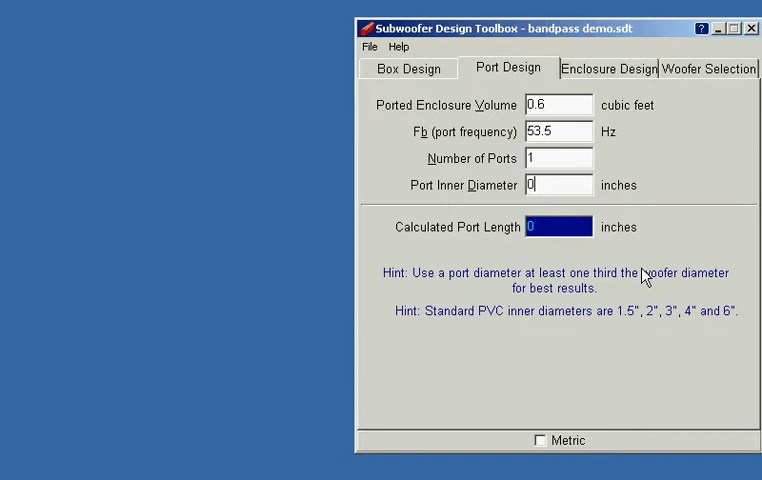 Subwoofer Design Toolbox - bandpass demo.sdt
File Help
Box Design Port Design Enclosure Design Woofer Selection
Ported Enclosure Volume 0.6 cubic feet
Fb (port frequency) 53.5 Hz
Number of Ports 1
Port Inner Diameter 0 inches
Calculated Port Length 0 inches
Hint: Use a port diameter at least one third the woofer diameter
for best results.
Hint: Standard PVC inner diameters are 1.5", 2", 3", 4" and 6".
Metric